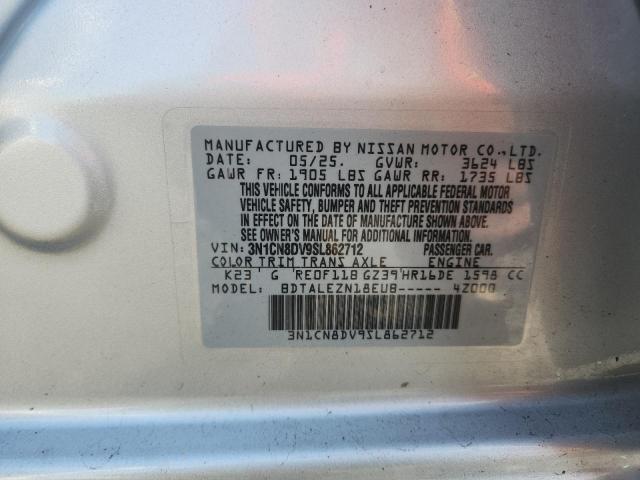 MANUFACTURED BY NISSAN MOTOR CO.,LTD.
DATE: 05/25. GVWR: 3624 LBS
GAWR FR: 1905 LBS GAWR RR: 1735 LBS
THIS VEHICLE CONFORMS TO ALL APPLICABLE FEDERAL MOTOR
VEHICLE SAFETY, BUMPER AND THEFT PREVENTION STANDARDS
IN EFFECT ON THE DATE OF MANUFACTURE SHOWN ABOVE.
SEE OWNER'S MANUAL FOR ADDITIONAL INFORMATION.
VIN: 3N1CN8DV9SL862712 PASSENGER CAR.
COLOR TRIM TRANS AXLE ENGINE
K23 G RE0F11B GZ39 HR16DE 1598 CC
MODEL: BDTALEZN18EUB----- 4Z000
3N1CN8DV9SL862712